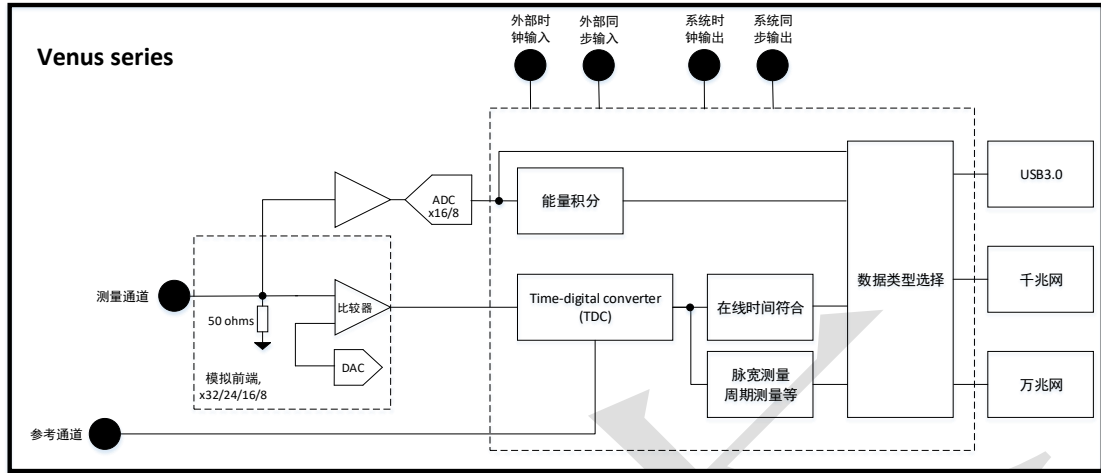 外部时
钟输入
外部同
步输入
系统时
钟输出
系统同
步输出
Venus series
ADC
x16/8
能量积分
USB3.0
测量通道
50 ohms
比较器
DAC
模拟前端,
x32/24/16/8
Time-digital converter
(TDC)
在线时间符合
脉宽测量
周期测量等
数据类型选择
千兆网
万兆网
参考通道